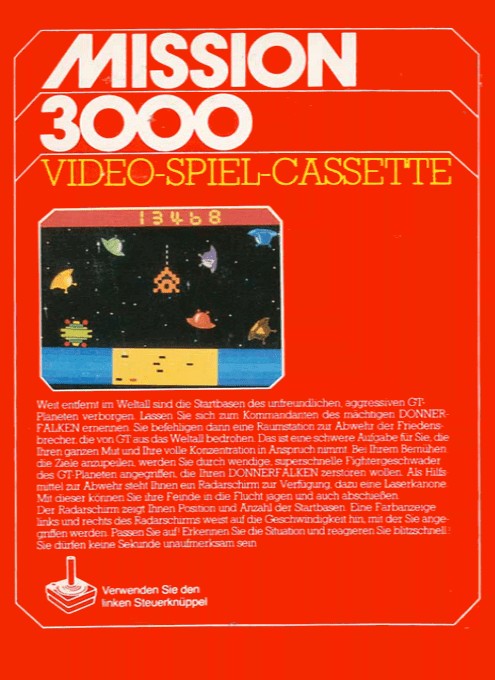 MISSION
3000
VIDEO-SPIEL-CASSETTE
13468
Weit entfernt im Weltall sind die Startbasen des unfreundlichen, aggressiven GT-
Planeten verborgen. Lassen Sie sich zum Kommandanten des mächtigen DONNER-
FALKEN ernennen. Sie befehligen dann eine Raumstation zur Abwehr der Friedens-
brecher, die von GT aus das Weltall bedrohen. Das ist eine schwere Aufgabe für Sie, die
Ihren ganzen Mut und Ihre volle Konzentration in Anspruch nimmt. Bei Ihrem Bemühen
die Ziele anzupeilen, werden Sie durch wendige, superschnelle Fightergeschwader
des GT-Planeten angegriffen, die Ihren DONNERFALKEN zerstören wollen. Als Hilfs-
mittel zur Abwehr steht Ihnen ein Radarschirm zur Verfügung, dazu eine Laserkanone.
Mit dieser können Sie ihre Feinde in die Flucht jagen und auch abschießen.
Der Radarschirm zeigt Ihnen Position und Anzahl der Startbasen. Eine Farbanzeige
links und rechts des Radarschirms weist auf die Geschwindigkeit hin, mit der Sie ange-
griffen werden. Passen Sie auf! Erkennen Sie die Situation und reagieren Sie blitzschnell:
Sie dürfen keine Sekunde unaufmerksam sein.
Verwenden Sie den
linken Steuerknüppel